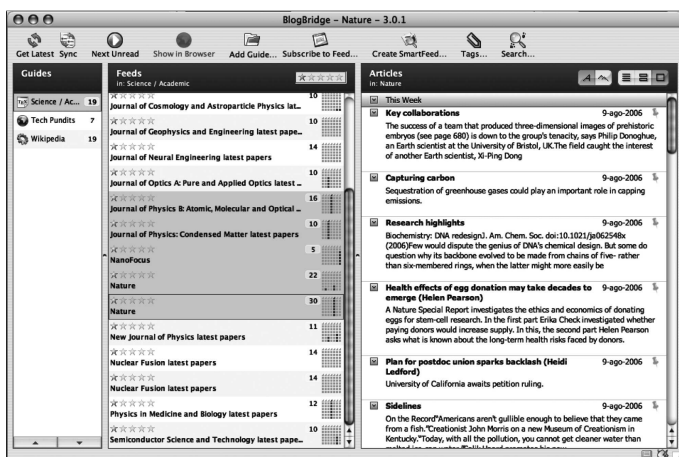 BlogBridge – Nature – 3.0.1
Get Latest Sync Next Unread Show in Browser Add Guide... Subscribe to Feed... Create SmartFeed... Tags... Search...
Guides
Science / Ac... 19
Tech Pundits 7
Wikipedia 19
Feeds
in: Science / Academic
10
Journal of Cosmology and Astroparticle Physics lat...
10
Journal of Geophysics and Engineering latest pape...
14
Journal of Neural Engineering latest papers
10
Journal of Optics A: Pure and Applied Optics latest ...
16
Journal of Physics B: Atomic, Molecular and Optical ...
10
Journal of Physics: Condensed Matter latest papers
5
NanoFocus
22
Nature
30
Nature
11
New Journal of Physics latest papers
14
Nuclear Fusion latest papers
14
Nuclear Fusion latest papers
12
Physics in Medicine and Biology latest papers
10
Semiconductor Science and Technology latest pape...
Articles
in: Nature
This Week
Key collaborations 9-ago-2006
The success of a team that produced three-dimensional images of prehistoric
embryos (see page 680) is down to the group's tenacity, says Philip Donoghue,
an Earth scientist at the University of Bristol, UK.The field caught the interest
of another Earth scientist, Xi-Ping Dong
Capturing carbon 9-ago-2006
Sequestration of greenhouse gases could play an important role in capping
emissions.
Research highlights 9-ago-2006
Biochemistry: DNA redesignJ. Am. Chem. Soc. doi:10.1021/ja062548x
(2006)Few would dispute the genius of DNA's chemical design. But some do
question why its backbone evolved to be made from chains of five- rather
than six-membered rings, when the latter might more easily be
Health effects of egg donation may take decades to 9-ago-2006
emerge (Helen Pearson)
A Nature Special Report investigates the ethics and economics of donating
eggs for stem-cell research. In the first part Erika Check investigated whether
paying donors would increase supply. In this, the second part Helen Pearson
asks what is known about the long-term health risks faced by donors.
Plan for postdoc union sparks backlash (Heidi 9-ago-2006
Ledford)
University of California awaits petition ruling.
Sidelines 9-ago-2006
On the Record"Americans aren't gullible enough to believe that they came
from a fish."Creationist John Morris on a new Museum of Creationism in
Kentucky."Today, with all the pollution, you cannot get cleaner water than